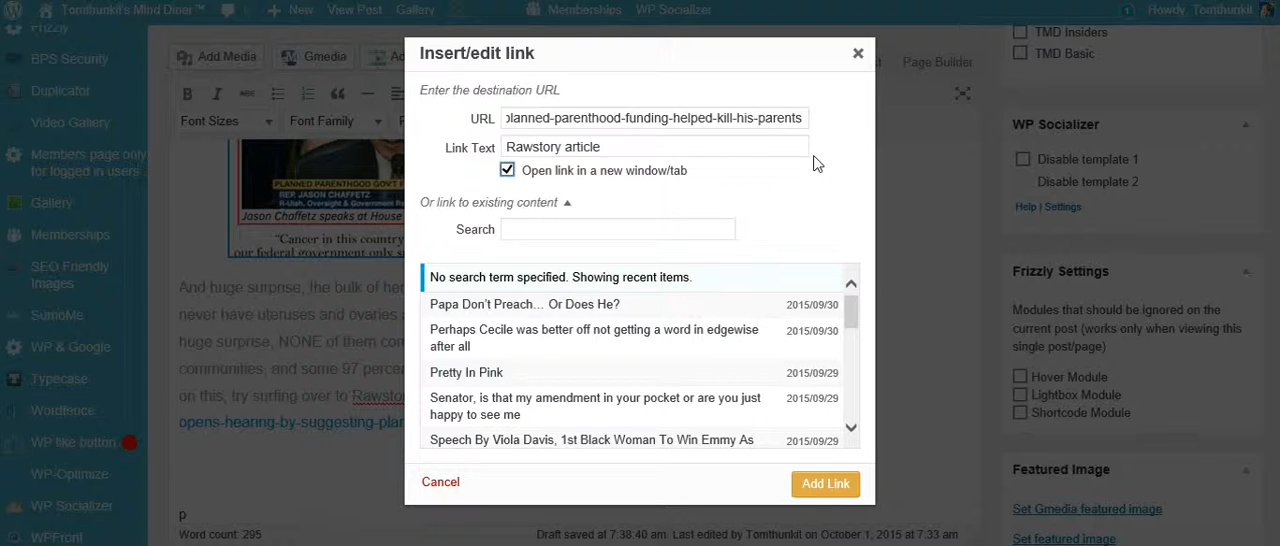 Tomthunkit's Mind Diner™
New
View Post
Gallery
Memberships
WP Socializer
1
Howdy, Tomthunkit
Frizzly
BPS Security
Duplicator
Video Gallery
Members page only
for logged in users
Gallery
Memberships
SEO Friendly
Images
SumoMe
WP & Google
Typecase
Wordfence
WP like button
WP-Optimize
WP Socializer
WPFront
Add Media
Gmedia
Ad
Page Builder
B I ABC
Font Sizes
Font Family
PLANNED PARENTHOOD GOV'T F
REP. JASON CHAFFETZ
R-Utah, Oversight & Government Re
Jason Chaffetz speaks at House
"Cancer in this country
our federal government only s
And huge surprise, the bulk of her
never have uteruses and ovaries a
huge surprise, NONE of them con
communities; and some 97 percen
on this, try surfing over to Rawsto
opens-hearing-by-suggesting-plan
p
Word count: 295
Draft saved at 7:38:40 am. Last edited by Tomthunkit on October 1, 2015 at 7:33 am
Insert/edit link
Enter the destination URL
URL
planned-parenthood-funding-helped-kill-his-parents
Link Text
Rawstory article
Open link in a new window/tab
Or link to existing content
Search
No search term specified. Showing recent items.
Papa Don't Preach… Or Does He? 2015/09/30
Perhaps Cecile was better off not getting a word in edgewise 2015/09/30
after all
Pretty In Pink 2015/09/29
Senator, is that my amendment in your pocket or are you just 2015/09/29
happy to see me
Speech By Viola Davis, 1st Black Woman To Win Emmy As 2015/09/29
Cancel
Add Link
TMD Insiders
TMD Basic
WP Socializer
Disable template 1
Disable template 2
Help | Settings
Frizzly Settings
Modules that should be ignored on the
current post (works only when viewing this
single post/page)
Hover Module
Lightbox Module
Shortcode Module
Featured Image
Set Gmedia featured image
Set featured image